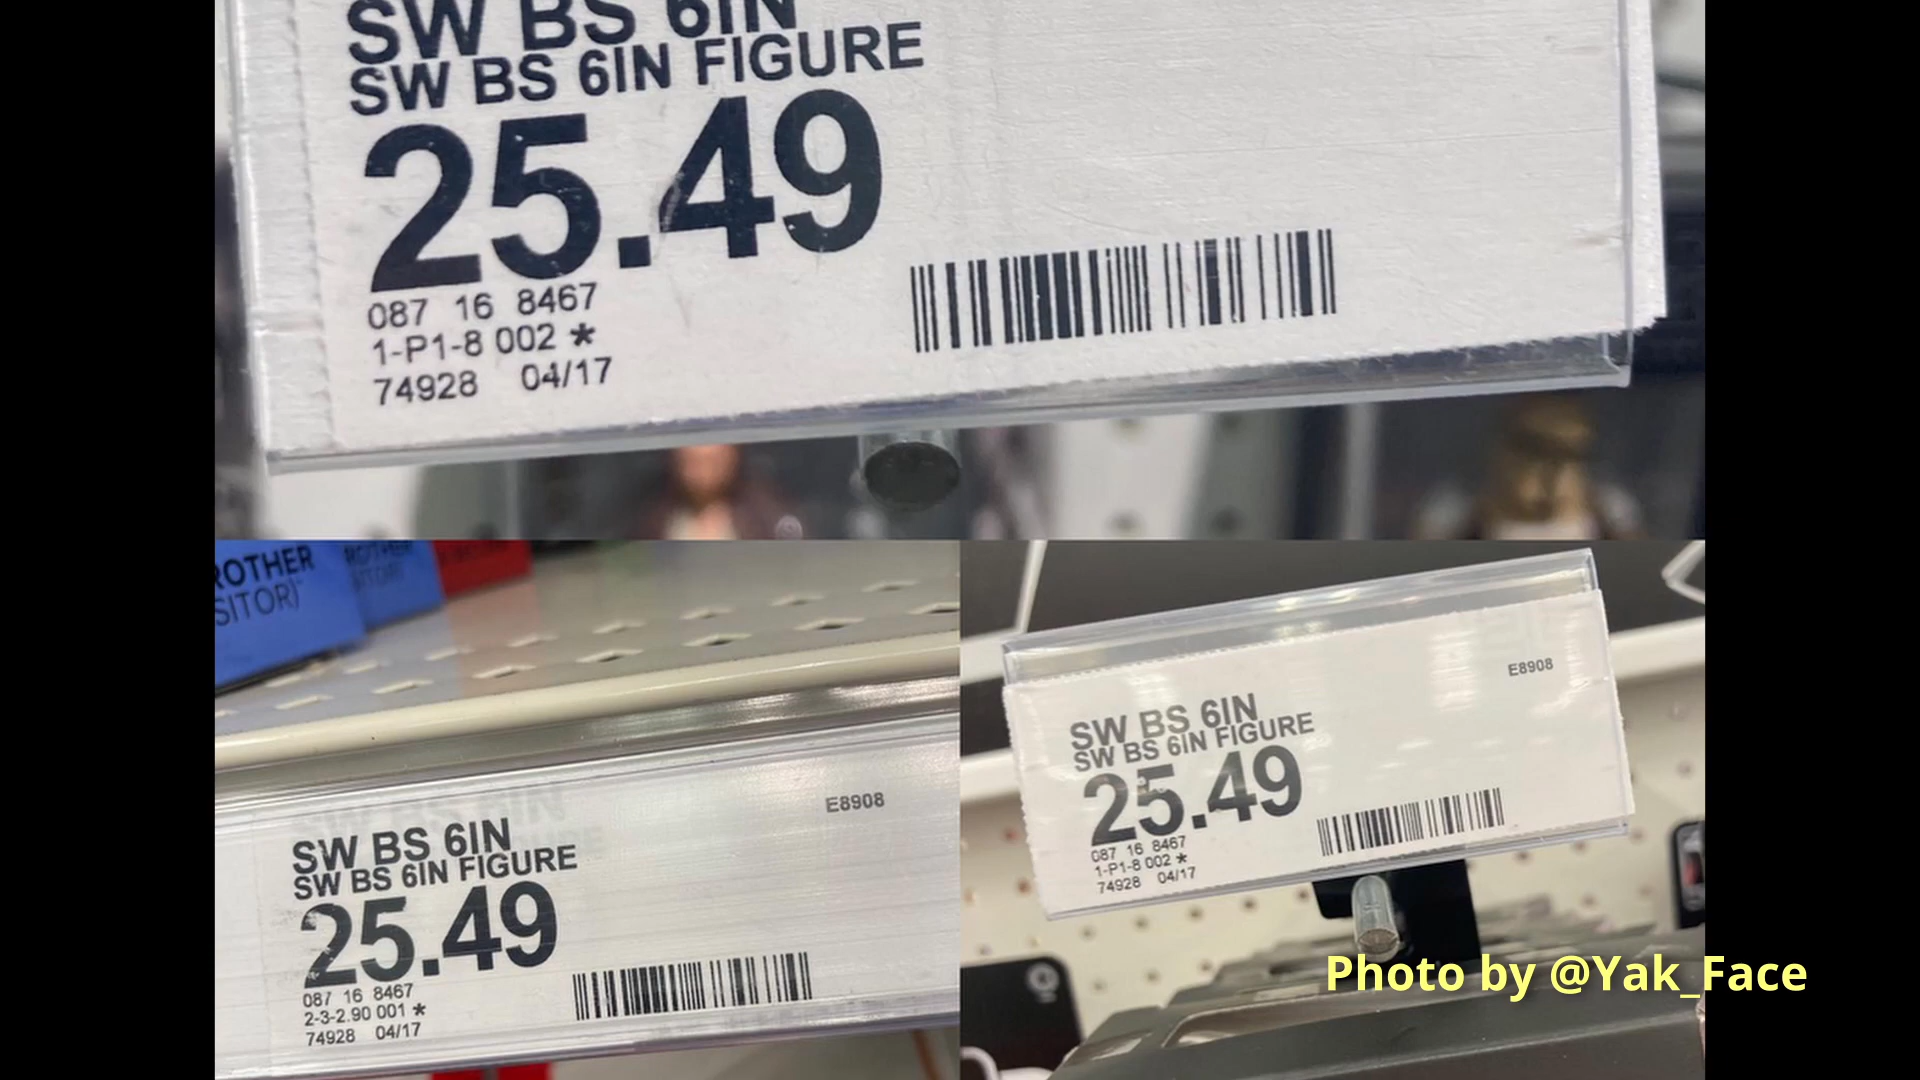 SW BS 6IN
SW BS 6IN FIGURE
25.49
087 16 8467
1-P1-8 002 *
74928 04/17
ROTHER
SITOR)
E8908
SW BS 6IN
SW BS 6IN FIGURE
25.49
087 16 8467
2-3-2.90 001 *
74928 04/17
E8908
SW BS 6IN
SW BS 6IN FIGURE
25.49
087 16 8467
1-P1-8 002 *
74928 04/17
Photo by @Yak_Face